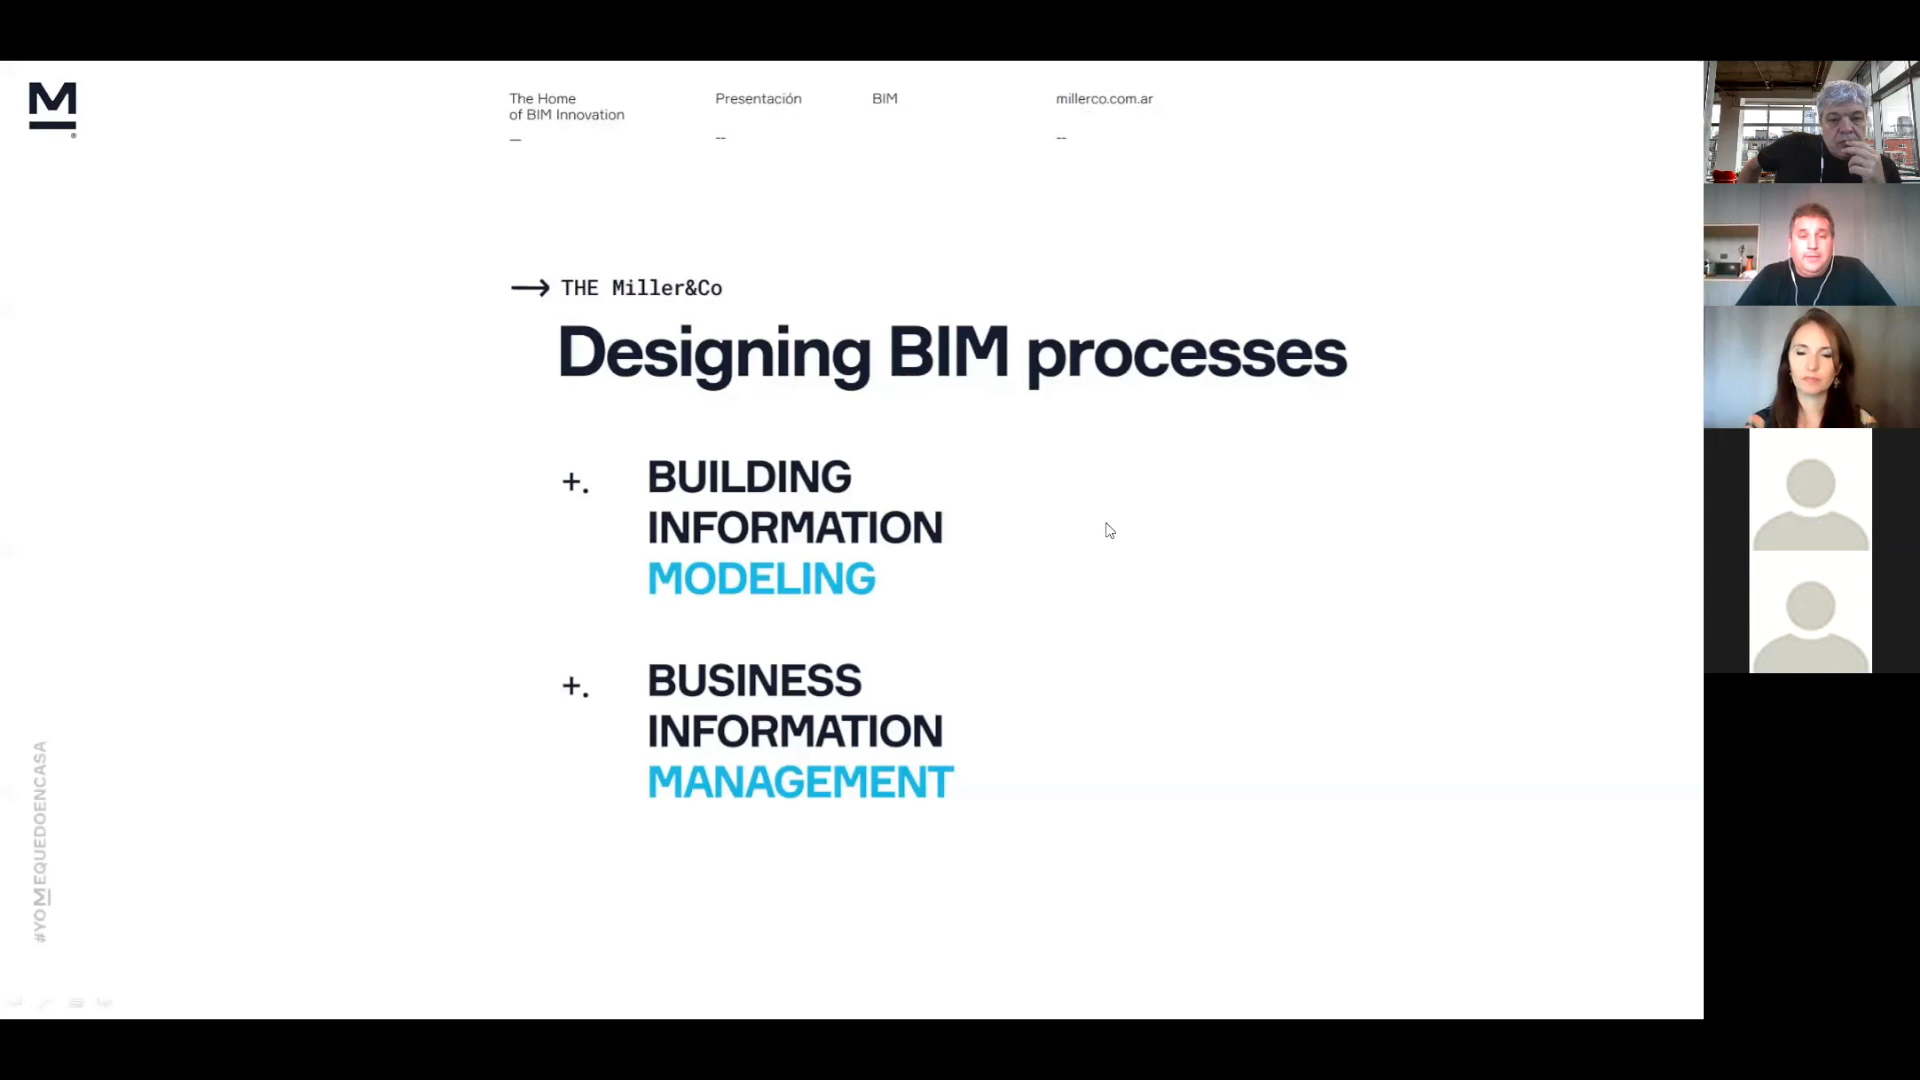 M
The Home
of BIM Innovation
—
Presentación
--
BIM
millerco.com.ar
--
→ THE Miller&Co
Designing BIM processes
+. BUILDING
INFORMATION
MODELING
+. BUSINESS
INFORMATION
MANAGEMENT
#YOMEQUEDOENCASA